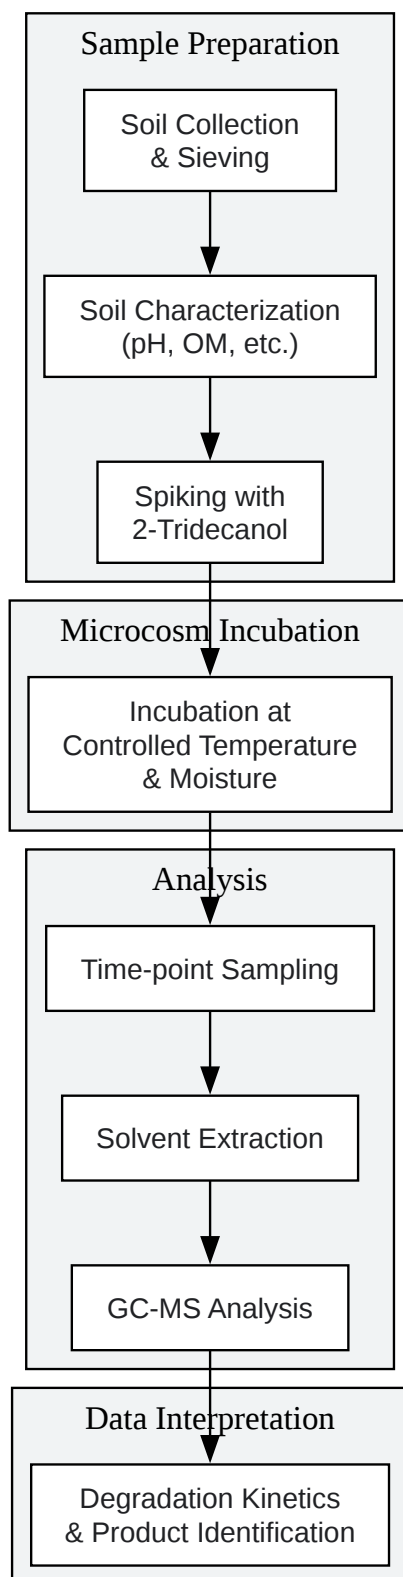 Sample Preparation
Soil Collection
& Sieving
Soil Characterization
(pH, OM, etc.)
Spiking with
2-Tridecanol
Microcosm Incubation
Incubation at
Controlled Temperature
& Moisture
Analysis
Time-point Sampling
Solvent Extraction
GC-MS Analysis
Data Interpretation
Degradation Kinetics
& Product Identification